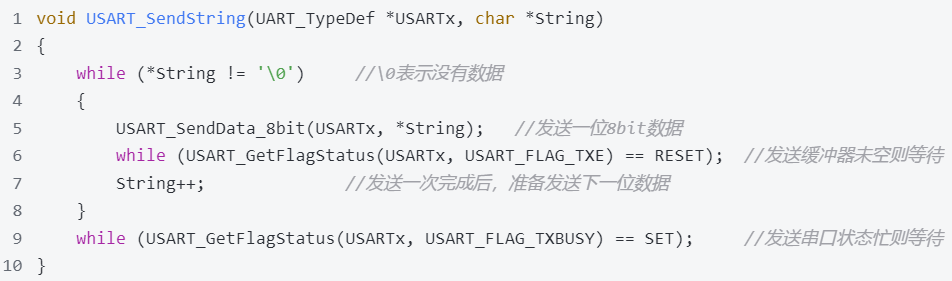 1 void USART_SendString(UART_TypeDef *USARTx, char *String)
2 {
3     while (*String != '\0')     //\0表示没有数据
4     {
5         USART_SendData_8bit(USARTx, *String);   //发送一位8bit数据
6         while (USART_GetFlagStatus(USARTx, USART_FLAG_TXE) == RESET);  //发送缓冲器未空则等待
7         String++;              //发送一次完成后，准备发送下一位数据
8     }
9     while (USART_GetFlagStatus(USARTx, USART_FLAG_TXBUSY) == SET);     //发送串口状态忙则等待
10 }